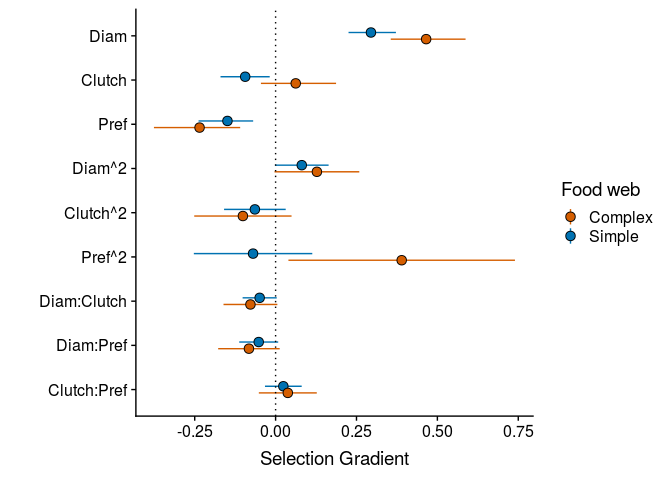 Diam
Clutch
Pref
Diam^2
Clutch^2
Pref^2
Diam:Clutch
Diam:Pref
Clutch:Pref
-0.25 0.00 0.25 0.50 0.75
Selection Gradient
Food web
Complex
Simple